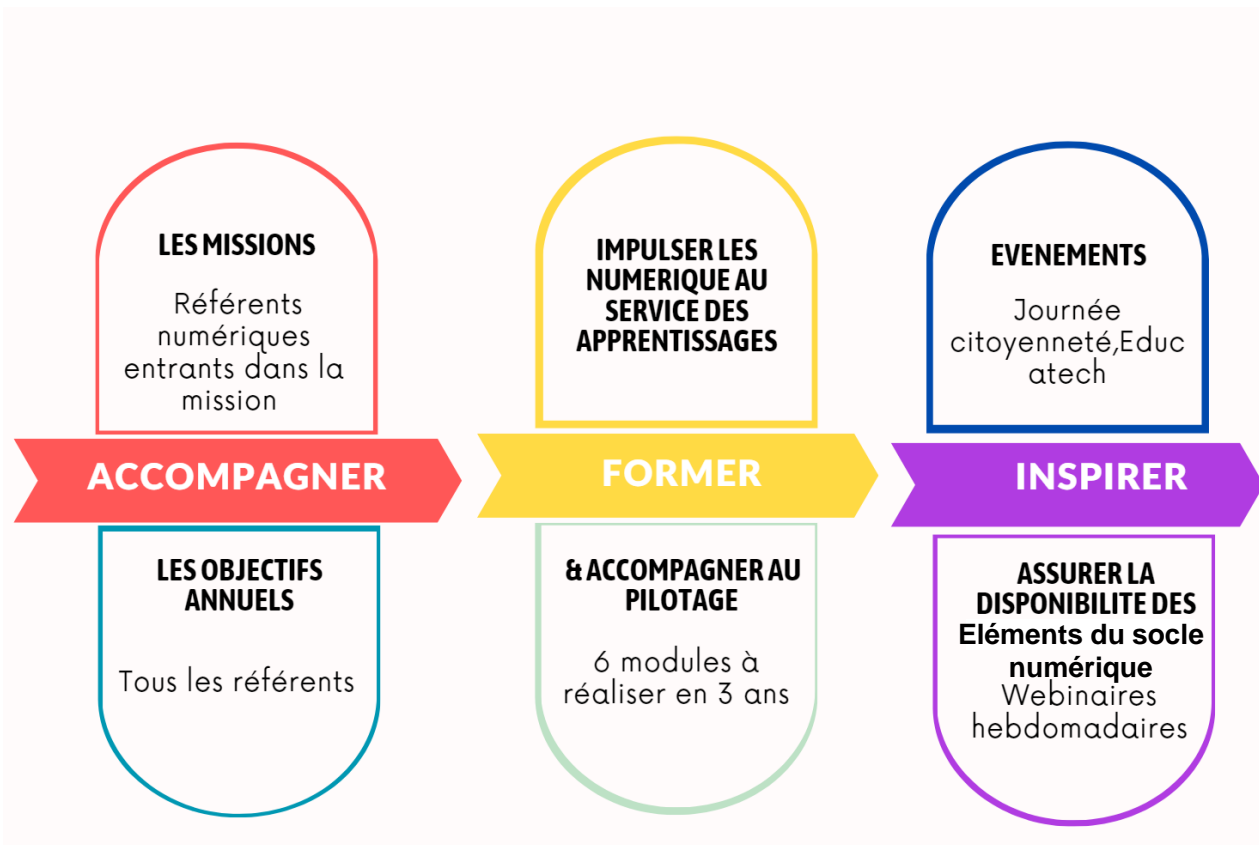 LES MISSIONS
Référents
numériques
entrants dans la
mission
ACCOMPAGNER
LES OBJECTIFS
ANNUELS
Tous les référents
IMPULSER LES
NUMERIQUE AU
SERVICE DES
APPRENTISSAGES
FORMER
& ACCOMPAGNER AU
PILOTAGE
6 modules à
réaliser en 3 ans
EVENEMENTS
Journée
citoyenneté,Educ
atech
INSPIRER
ASSURER LA
DISPONIBILITE DES
Eléments du socle
numérique
Webinaires
hebdomadaires